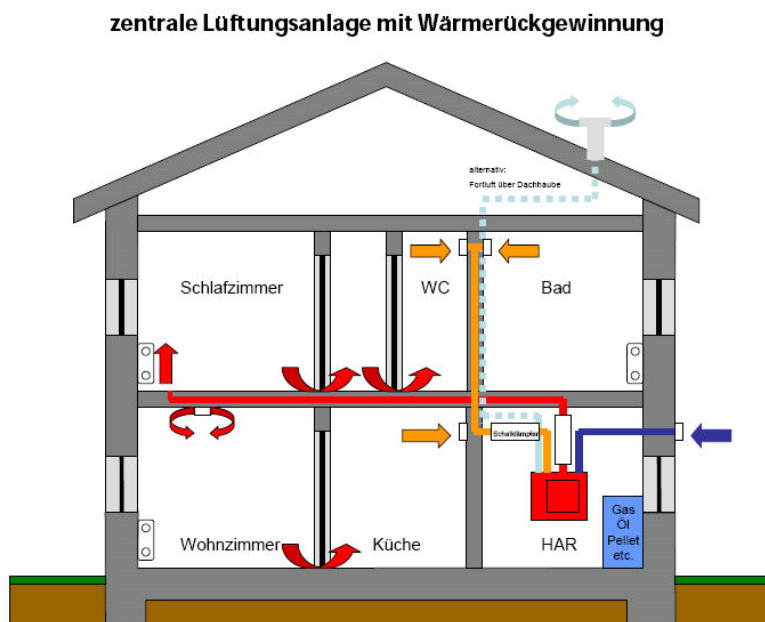 zentrale Lüftungsanlage mit Wärmerückgewinnung
alternativ:
Fortluft über Dachhaube
Schlafzimmer
WC
Bad
Schalldämpfer
Wohnzimmer
Küche
HAR
Gas
Öl
Pellet
etc.